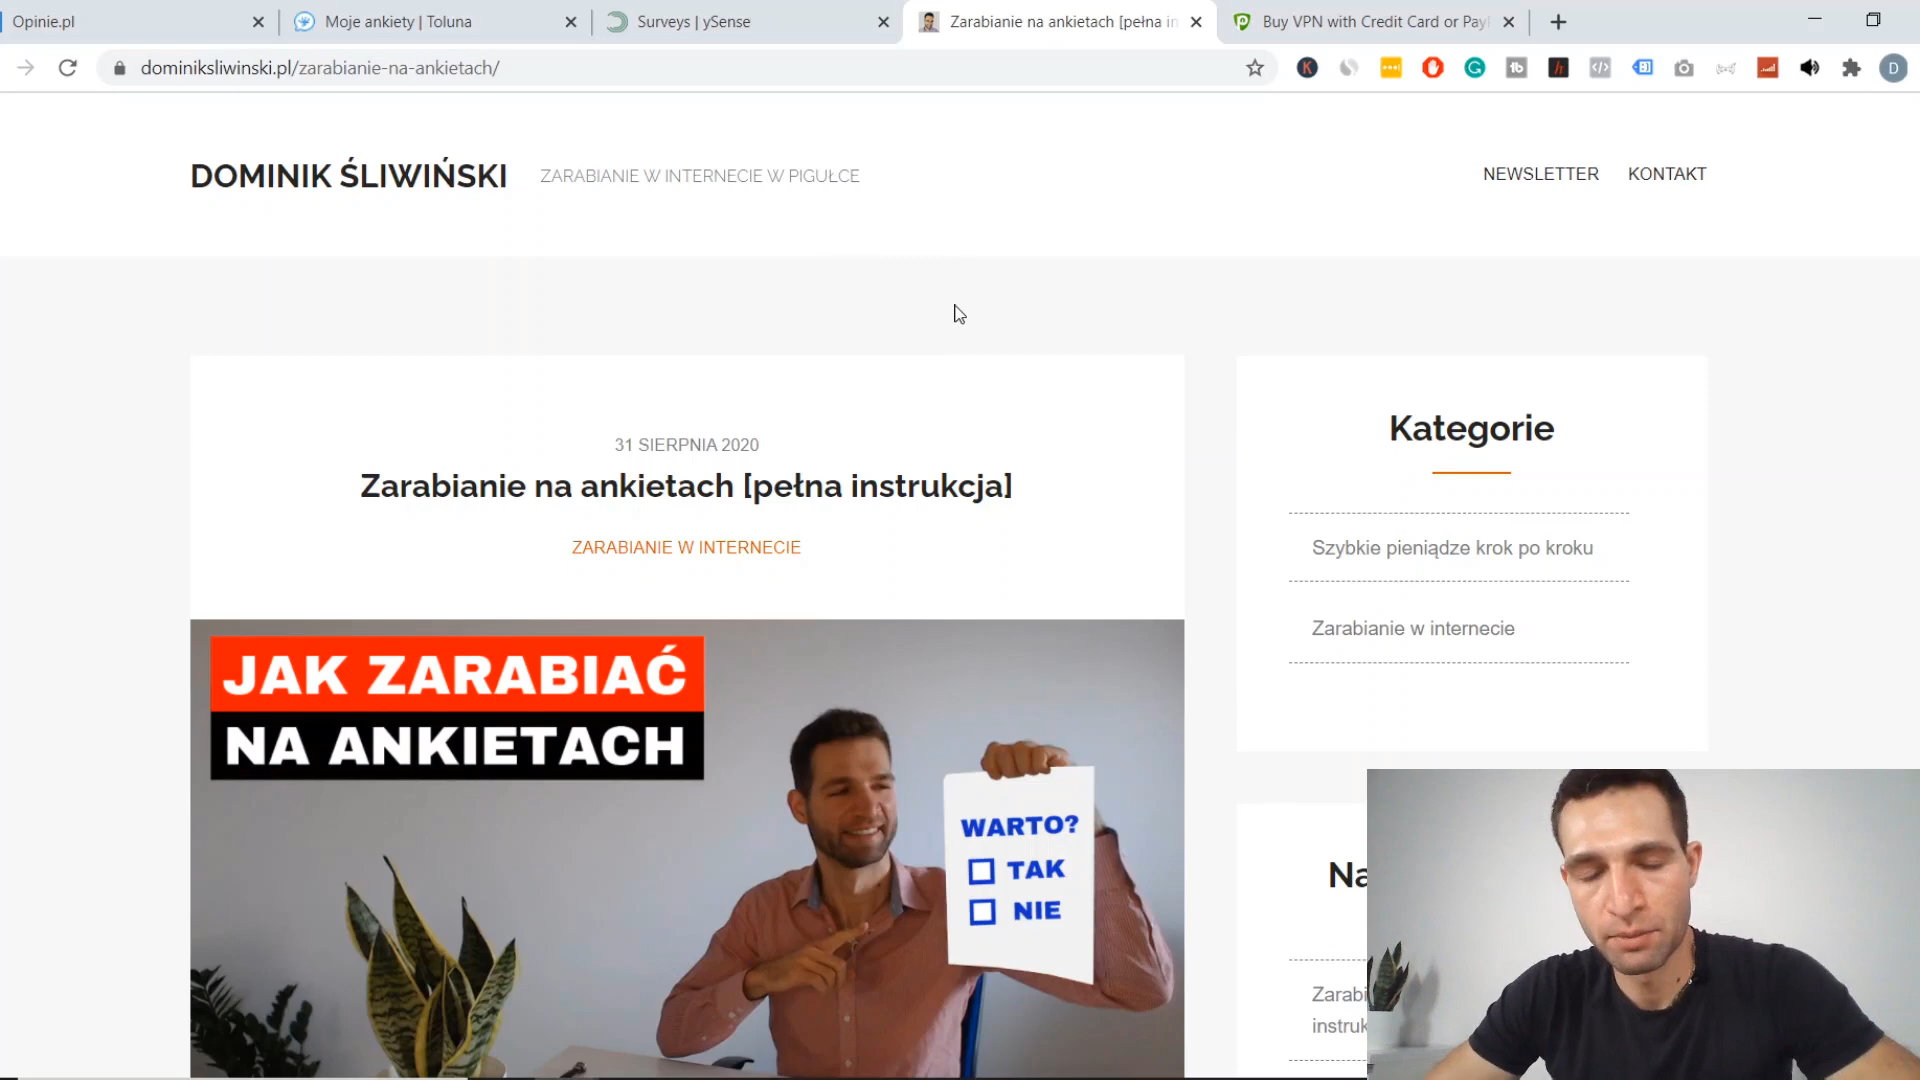 Opinie.pl
Moje ankiety | Toluna
Surveys | ySense
Zarabianie na ankietach [pełna in
Buy VPN with Credit Card or Pay
dominiksliwinski.pl/zarabianie-na-ankietach/
D
DOMINIK ŚLIWIŃSKI
ZARABIANIE W INTERNECIE W PIGUŁCE
NEWSLETTER
KONTAKT
31 SIERPNIA 2020
Zarabianie na ankietach [pełna instrukcja]
ZARABIANIE W INTERNECIE
JAK ZARABIAĆ
NA ANKIETACH
WARTO?
TAK
NIE
Kategorie
Szybkie pieniądze krok po kroku
Zarabianie w internecie